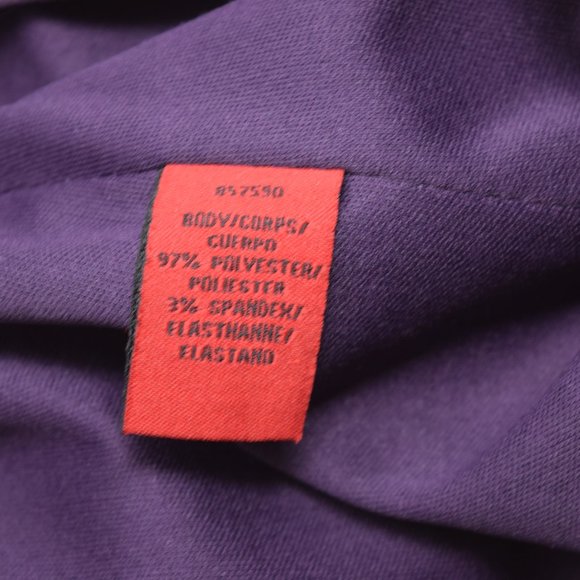 857590
BODY/CORPS/
CUERPO
97% POLYESTER/
POLIESTER
3% SPANDEX/
ELASTHANNE/
ELASTANO